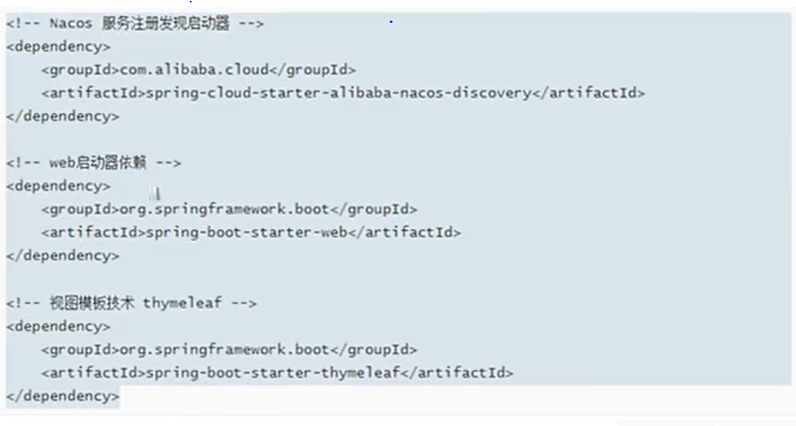 <!-- Nacos 服务注册发现启动器 -->
<dependency>
    <groupId>com.alibaba.cloud</groupId>
    <artifactId>spring-cloud-starter-alibaba-nacos-discovery</artifactId>
</dependency>
<!-- web启动器依赖 -->
<dependency>
    <groupId>org.springframework.boot</groupId>
    <artifactId>spring-boot-starter-web</artifactId>
</dependency>
<!-- 视图模板技术 thymeleaf -->
<dependency>
    <groupId>org.springframework.boot</groupId>
    <artifactId>spring-boot-starter-thymeleaf</artifactId>
</dependency>